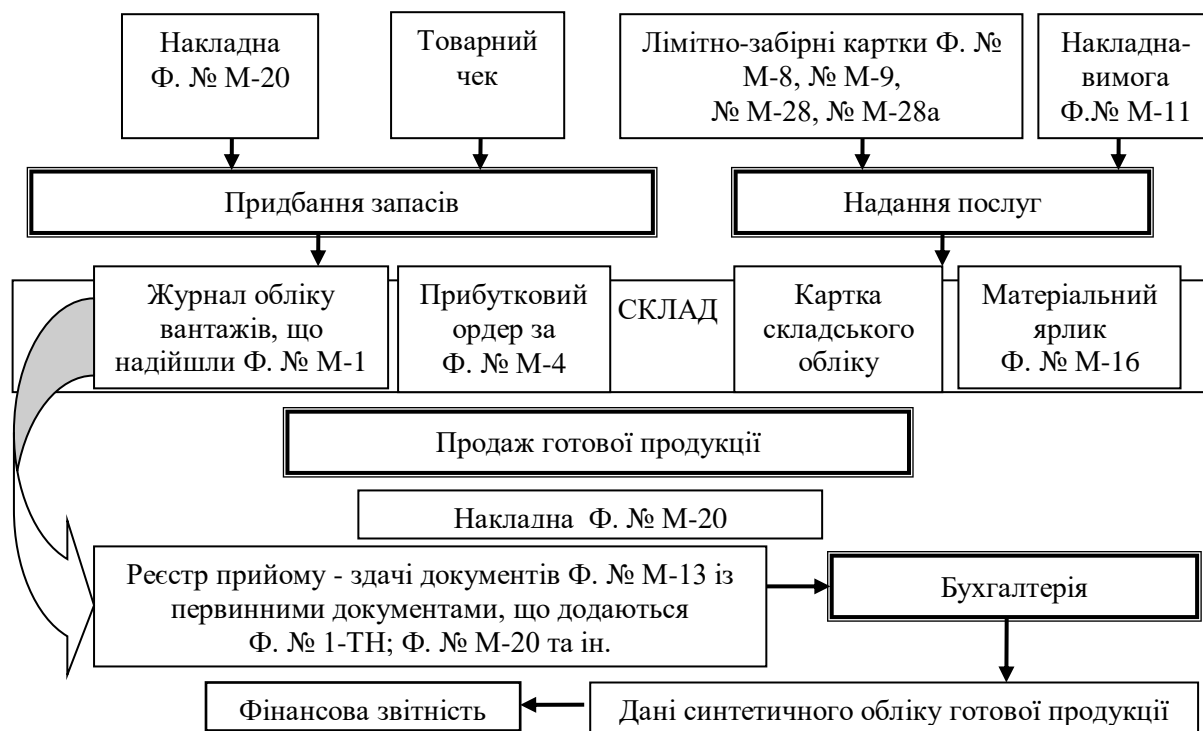 Накладна
Ф. № М-20
Товарний
чек
Лімітно-забірні картки Ф. №
М-8, № М-9,
№ М-28, № М-28а
Накладна-
вимога
Ф.№ М-11
Придбання запасів
Надання послуг
Журнал обліку
вантажів, що
надійшли Ф. № М-1
Прибутковий
ордер за
Ф. № М-4
СКЛАД
Картка
складського
обліку
Матеріальний
ярлик
Ф. № М-16
Продаж готової продукції
Накладна Ф. № М-20
Реєстр прийому - здачі документів Ф. № М-13 із
первинними документами, що додаються
Ф. № 1-ТН; Ф. № М-20 та ін.
Бухгалтерія
Фінансова звітність
Дані синтетичного обліку готової продукції